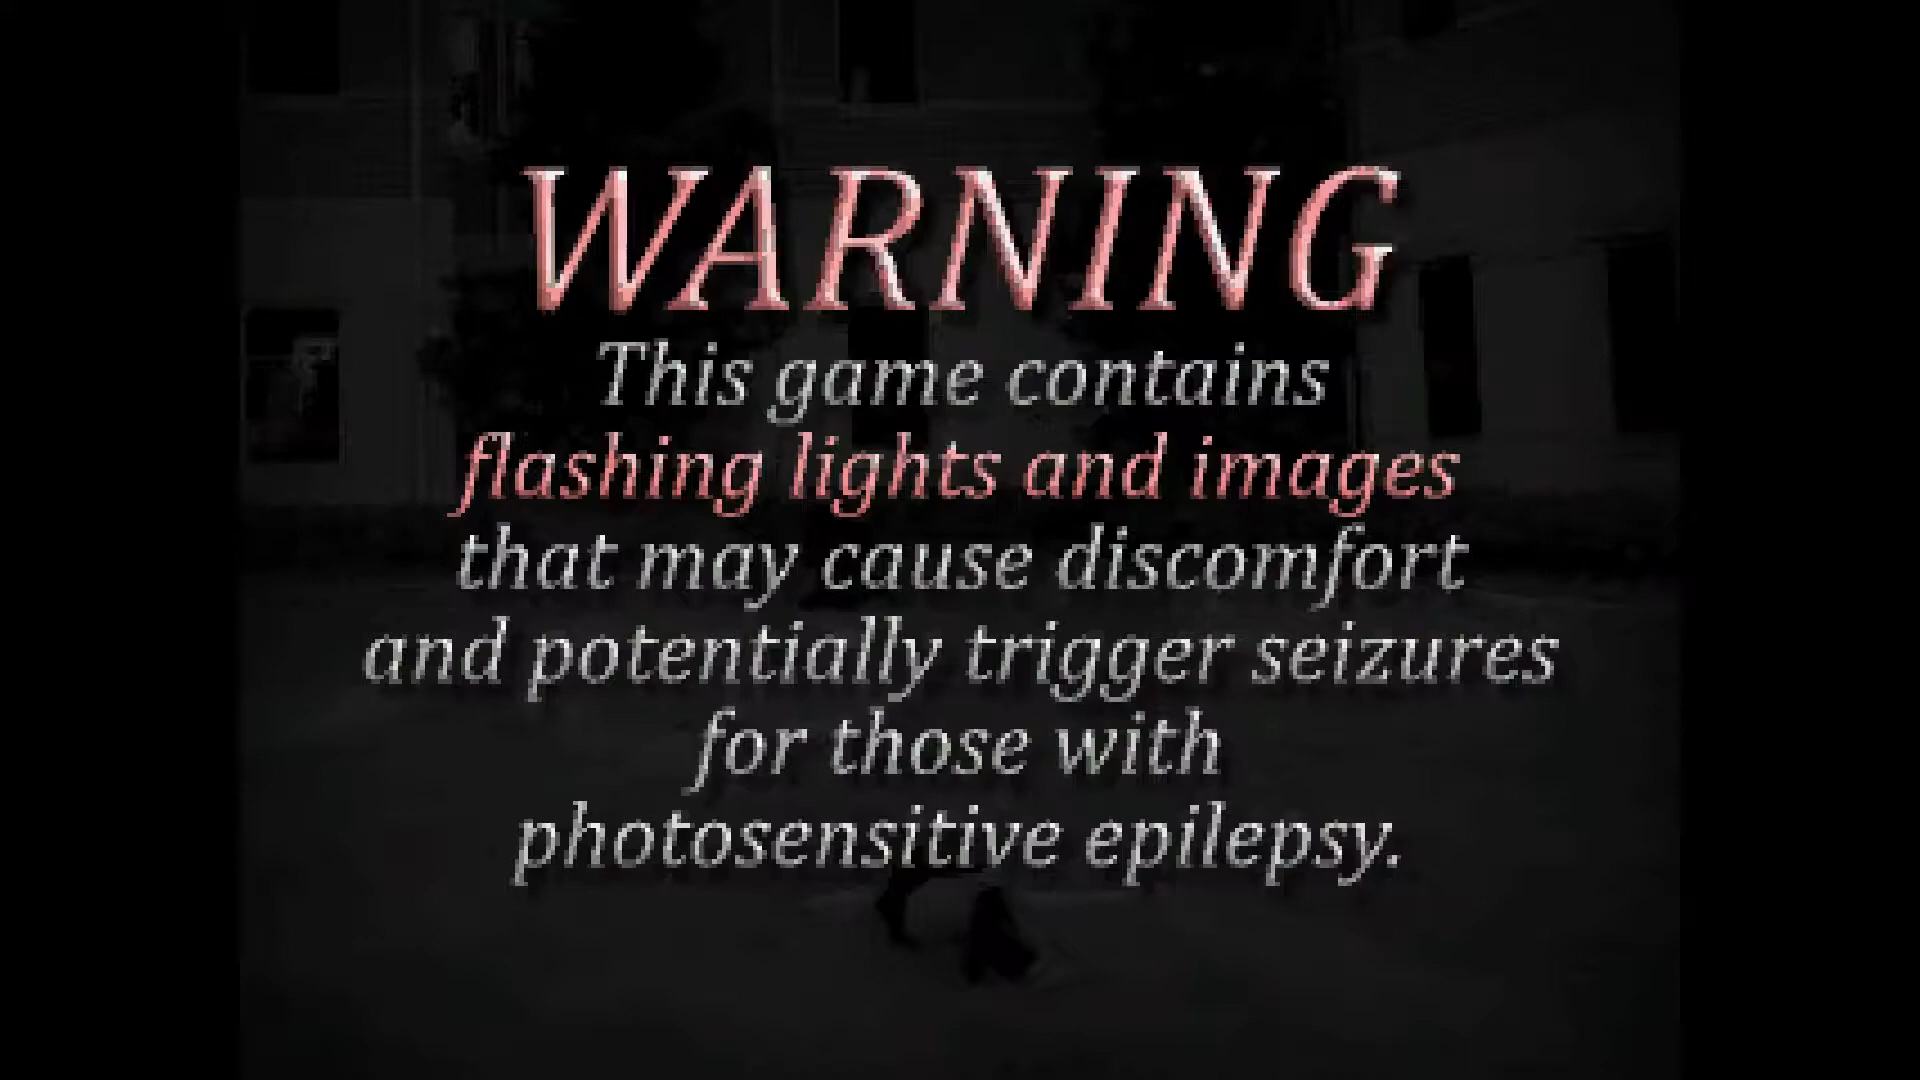 WARNING
This game contains
flashing lights and images
that may cause discomfort
and potentially trigger seizures
for those with
photosensitive epilepsy.